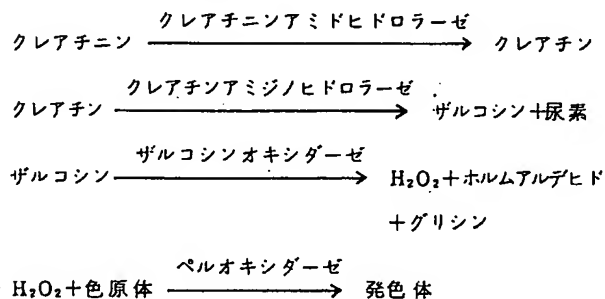 クレアチニンアミドヒドロラーゼ
クレアチニン クレアチン
クレアチンアミジノヒドロラーゼ
クレアチン ザルコシン+尿素
ザルコシンオキシダーゼ
ザルコシン H₂O₂+ホルムアルデヒド
+グリシン
ペルオキシダーゼ
H₂O₂+色原体 発色体